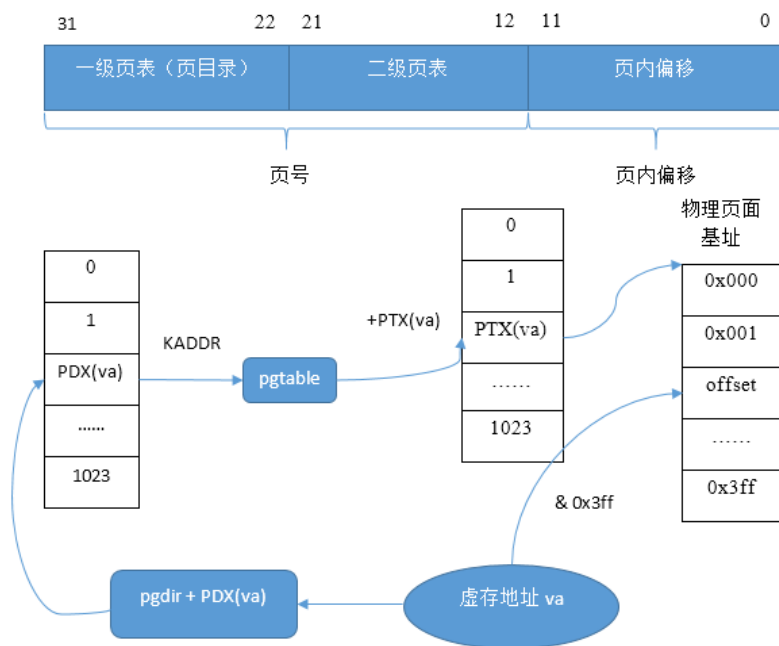 31 22 21 12 11 0
一级页表（页目录） 二级页表 页内偏移
页号 页内偏移
物理页面
基址
0
1
PDX(va)
......
1023
KADDR
pgtable
+PTX(va)
0
1
PTX(va)
……
1023
0x000
0x001
offset
……
0x3ff
& 0x3ff
pgdir + PDX(va)
虚存地址 va